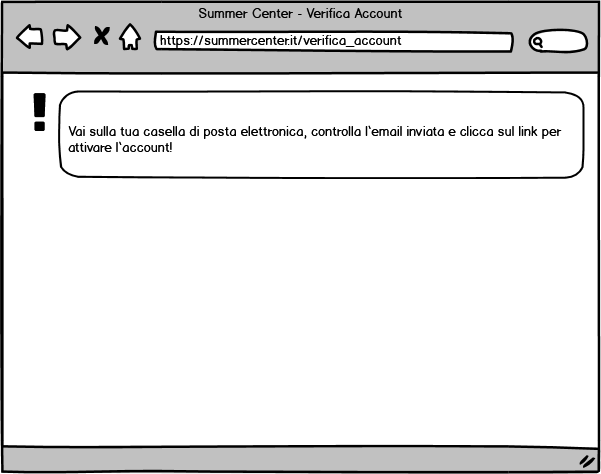 Summer Center - Verifica Account
https://summercenter.it/verifica_account
!
Vai sulla tua casella di posta elettronica, controlla l`email inviata e clicca sul link per
attivare l`account!